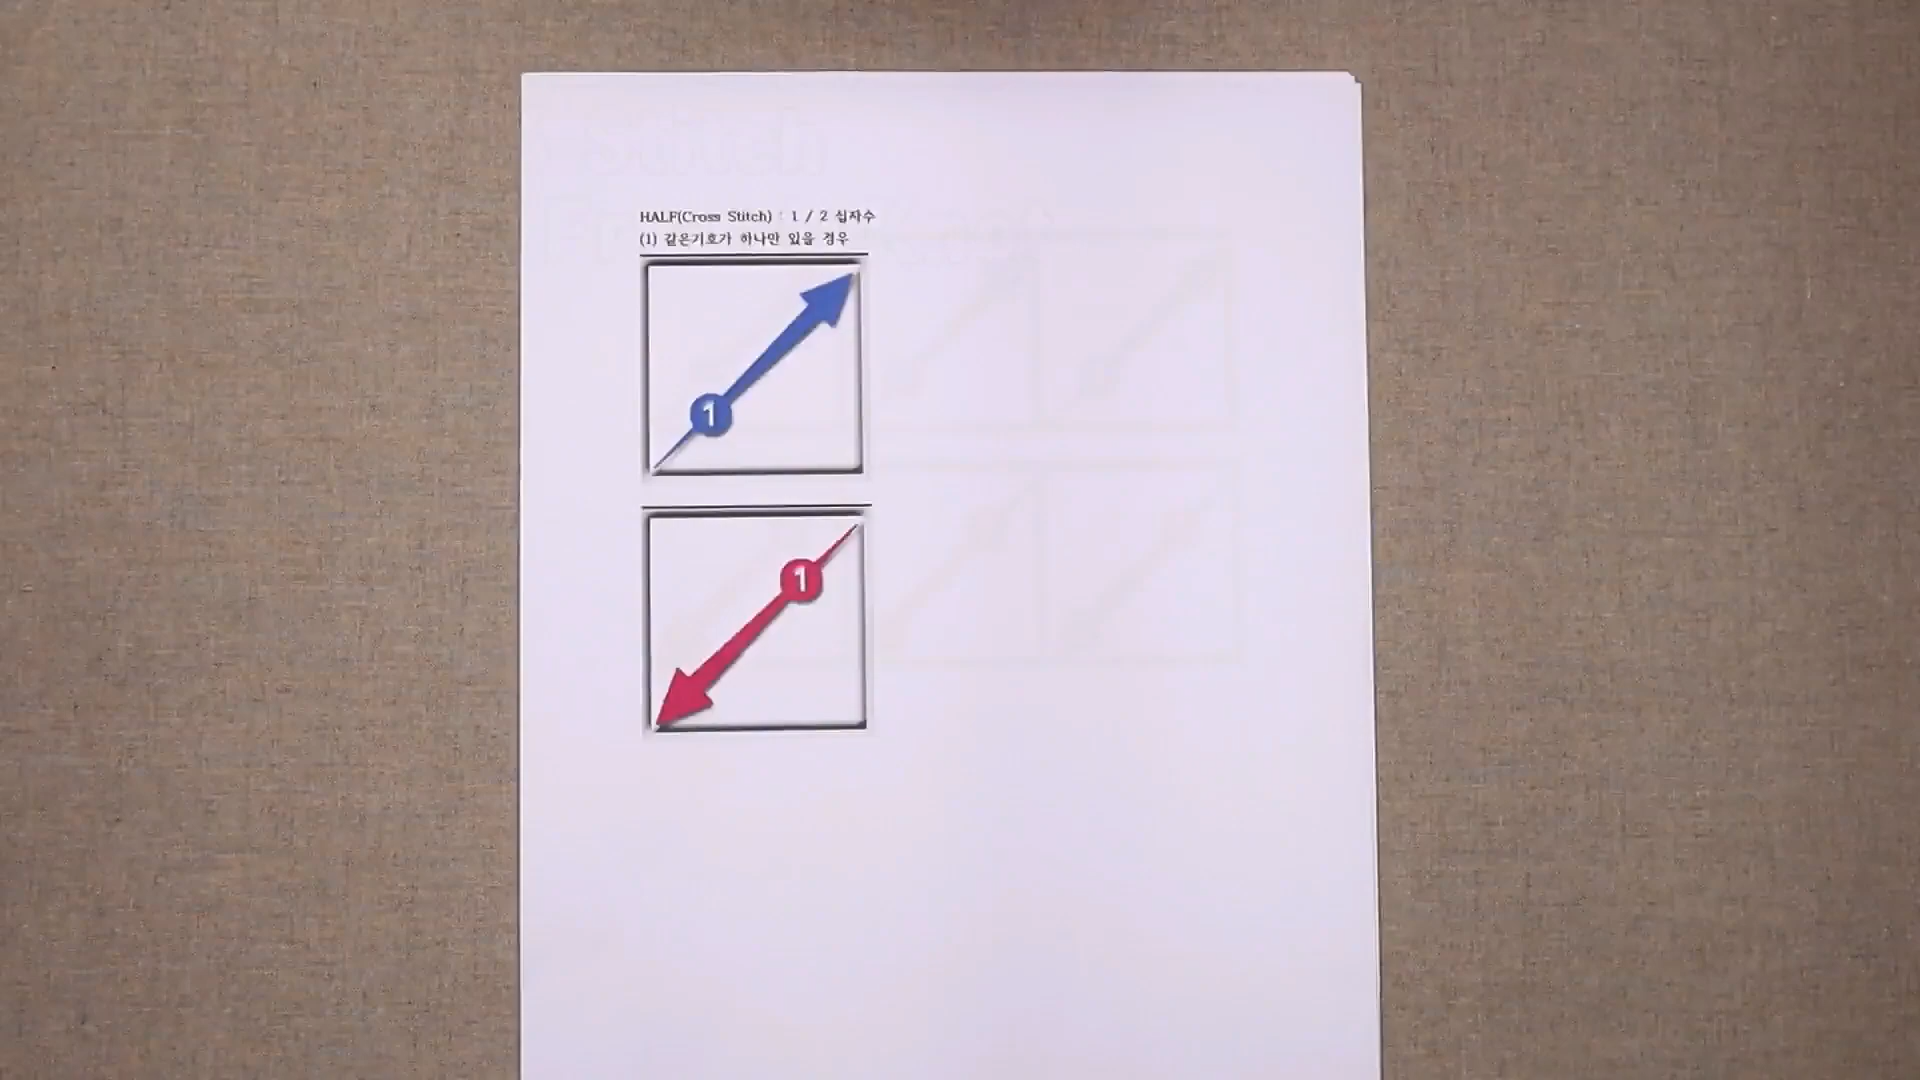 HALF(Cross Stitch) : 1 / 2 십자수
(1) 같은기호가 하나만 있을 경우
1
1